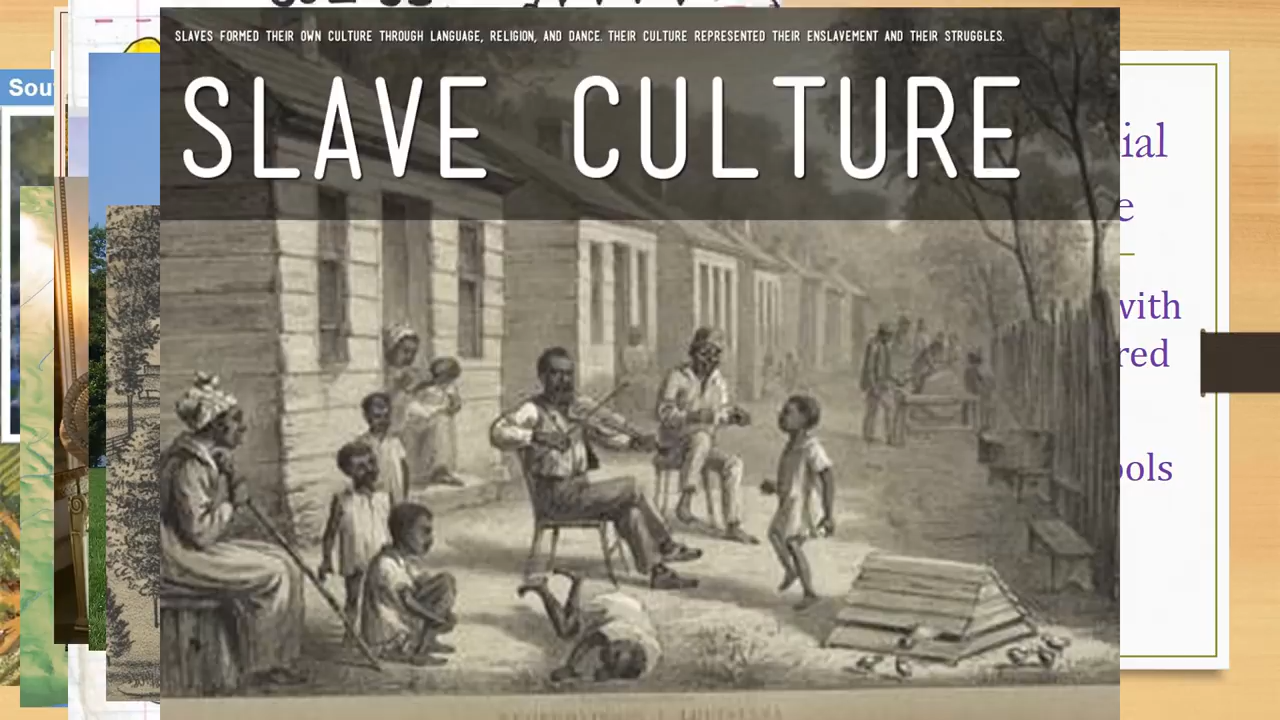 SLAVES FORMED THEIR OWN CULTURE THROUGH LANGUAGE, RELIGION, AND DANCE. THEIR CULTURE REPRESENTED THEIR ENSLAVEMENT AND THEIR STRUGGLES.
SLAVE CULTURE
Sou
ial
e
with
red
ools